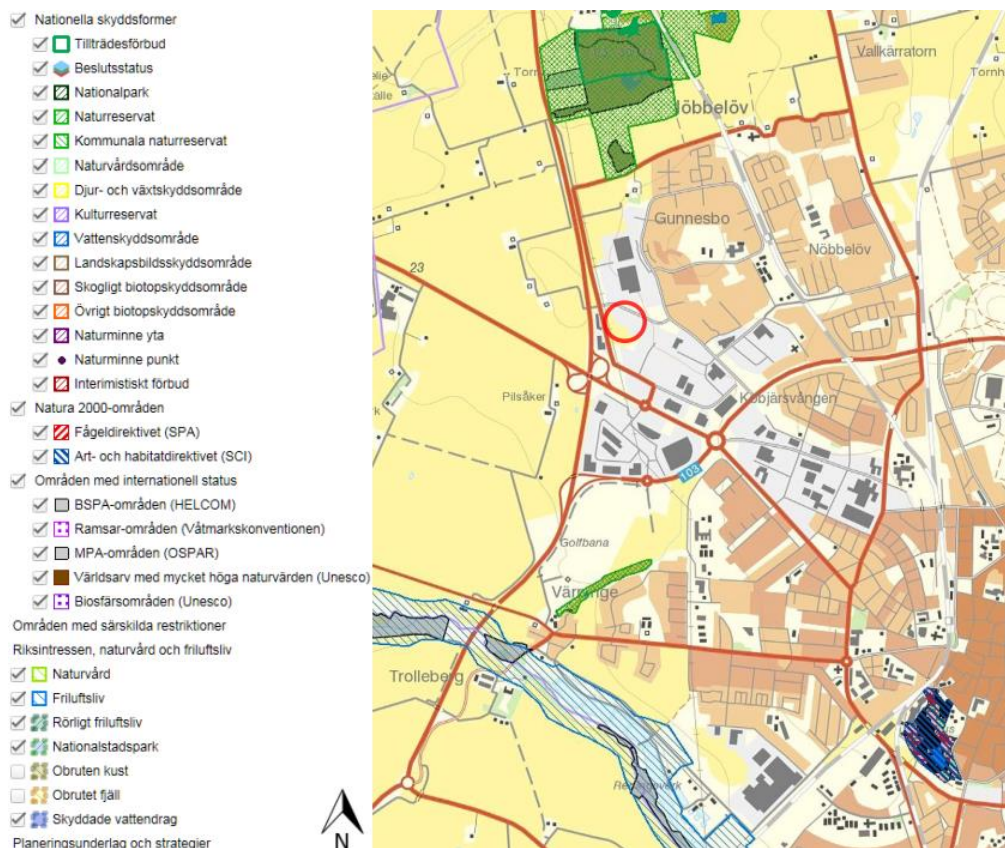 Nationella skyddsformer
Tillträdesförbud
Beslutsstatus
Nationalpark
Naturreservat
Kommunala naturreservat
Naturvårdsområde
Djur- och växtskyddsområde
Kulturreservat
Vattenskyddsområde
Landskapsbildsskyddsområde
Skogligt biotopskyddsområde
Övrigt biotopskyddsområde
Naturminne yta
Naturminne punkt
Interimistiskt förbud
Natura 2000-områden
Fågeldirektivet (SPA)
Art- och habitatdirektivet (SCI)
Områden med internationell status
BSPA-områden (HELCOM)
Ramsar-områden (Våtmarkskonventionen)
MPA-områden (OSPAR)
Världsarv med mycket höga naturvärden (Unesco)
Biosfärsområden (Unesco)
Områden med särskilda restriktioner
Riksintressen, naturvård och friluftsliv
Naturvård
Friluftsliv
Rörligt friluftsliv
Nationalstadspark
Obruten kust
Obrutet fjäll
Skyddade vattendrag
Planeringsunderlag och strategier
N
Vallkärratorn
Torn
Tornh
Gunnesbo
Nöbbelöv
23
Pilsåker
103
Golfbana
Trolleberg